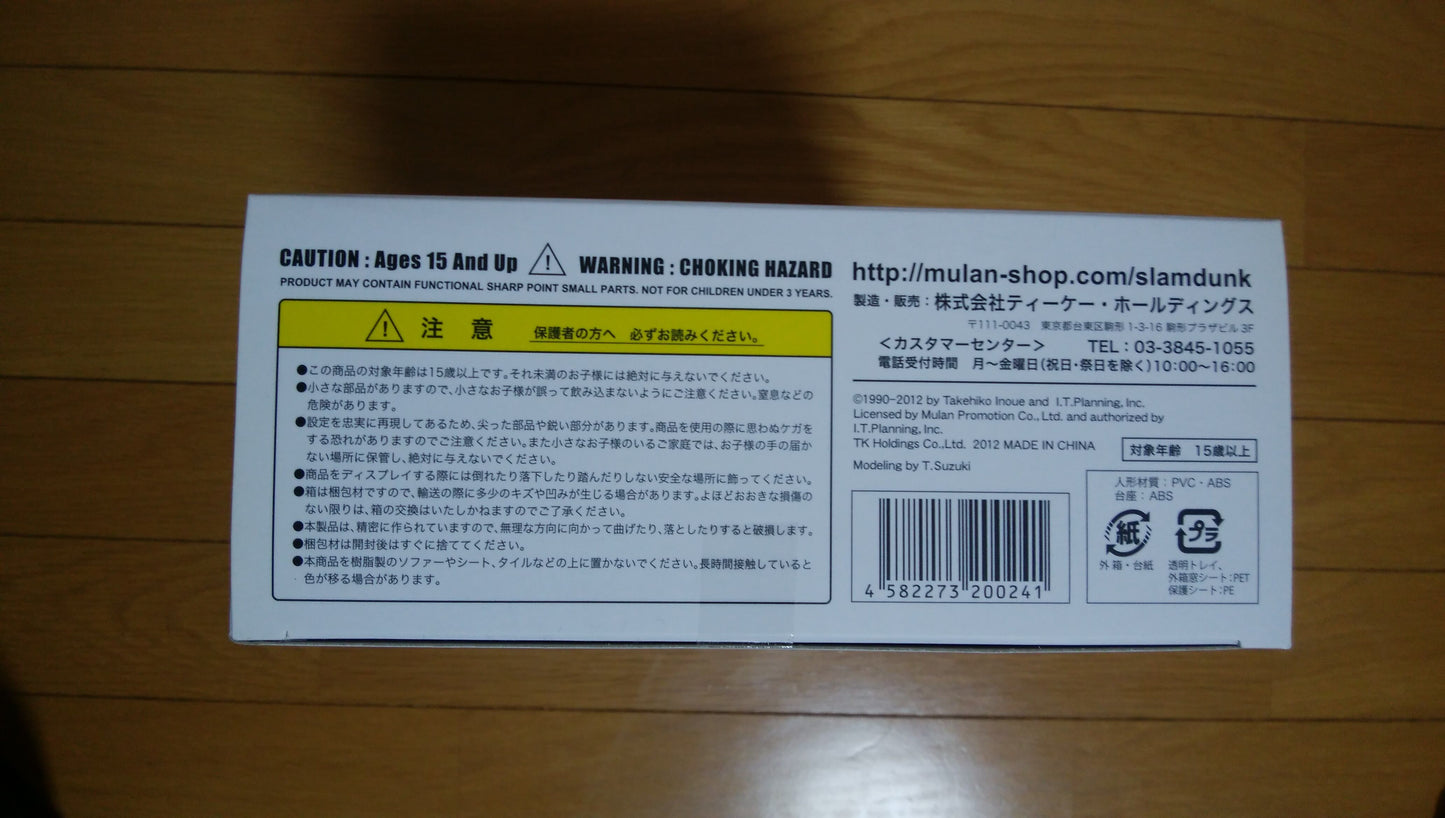 CAUTION : Ages 15 And Up ! WARNING : CHOKING HAZARD
PRODUCT MAY CONTAIN FUNCTIONAL SHARP POINT SMALL PARTS. NOT FOR CHILDREN UNDER 3 YEARS.
! 注 意 保護者の方へ 必ずお読みください。
●この商品の対象年齢は15歳以上です。それ未満のお子様には絶対に与えないでください。
●小さな部品がありますので、小さなお子様が誤って飲み込まないようにご注意ください。窒息などの
危険があります。
●設定を忠実に再現してあるため、尖った部品や鋭い部分があります。商品を使用の際に思わぬケガを
する恐れがありますのでご注意ください。また小さなお子様のいるご家庭では、お子様の手の届か
ない場所に保管し、絶対に与えないでください。
●商品をディスプレイする際には倒れたり落下したり踏んだりしない安全な場所に飾ってください。
●箱は梱包材ですので、輸送の際に多少のキズや凹みが生じる場合があります。よほどおおきな損傷の
ない限りは、箱の交換はいたしかねますのでご了承ください。
●本製品は、精密に作られていますので、無理な方向に向かって曲げたり、落としたりすると破損します。
●梱包材は開封後はすぐに捨ててください。
●本商品を樹脂製のソファーやシート、タイルなどの上に置かないでください。長時間接触していると
色が移る場合があります。
http://mulan-shop.com/slamdunk
製造・販売：株式会社ティーケー・ホールディングス
〒111-0043 東京都台東区駒形 1-3-16 駒形プラザビル 3F
＜カスタマーセンター＞ TEL：03-3845-1055
電話受付時間 月～金曜日(祝日・祭日を除く)10:00～16:00
©1990-2012 by Takehiko Inoue and I.T.Planning, Inc.
Licensed by Mulan Promotion Co., Ltd. and authorized by
I.T.Planning, Inc.
TK Holdings Co.,Ltd. 2012 MADE IN CHINA
対象年齢 15歳以上
Modeling by T.Suzuki
4 582273 200241
人形材質：PVC・ABS
台座：ABS
紙
プラ
外箱・台紙
透明トレイ、
外箱窓シート：PET
保護シート：PE